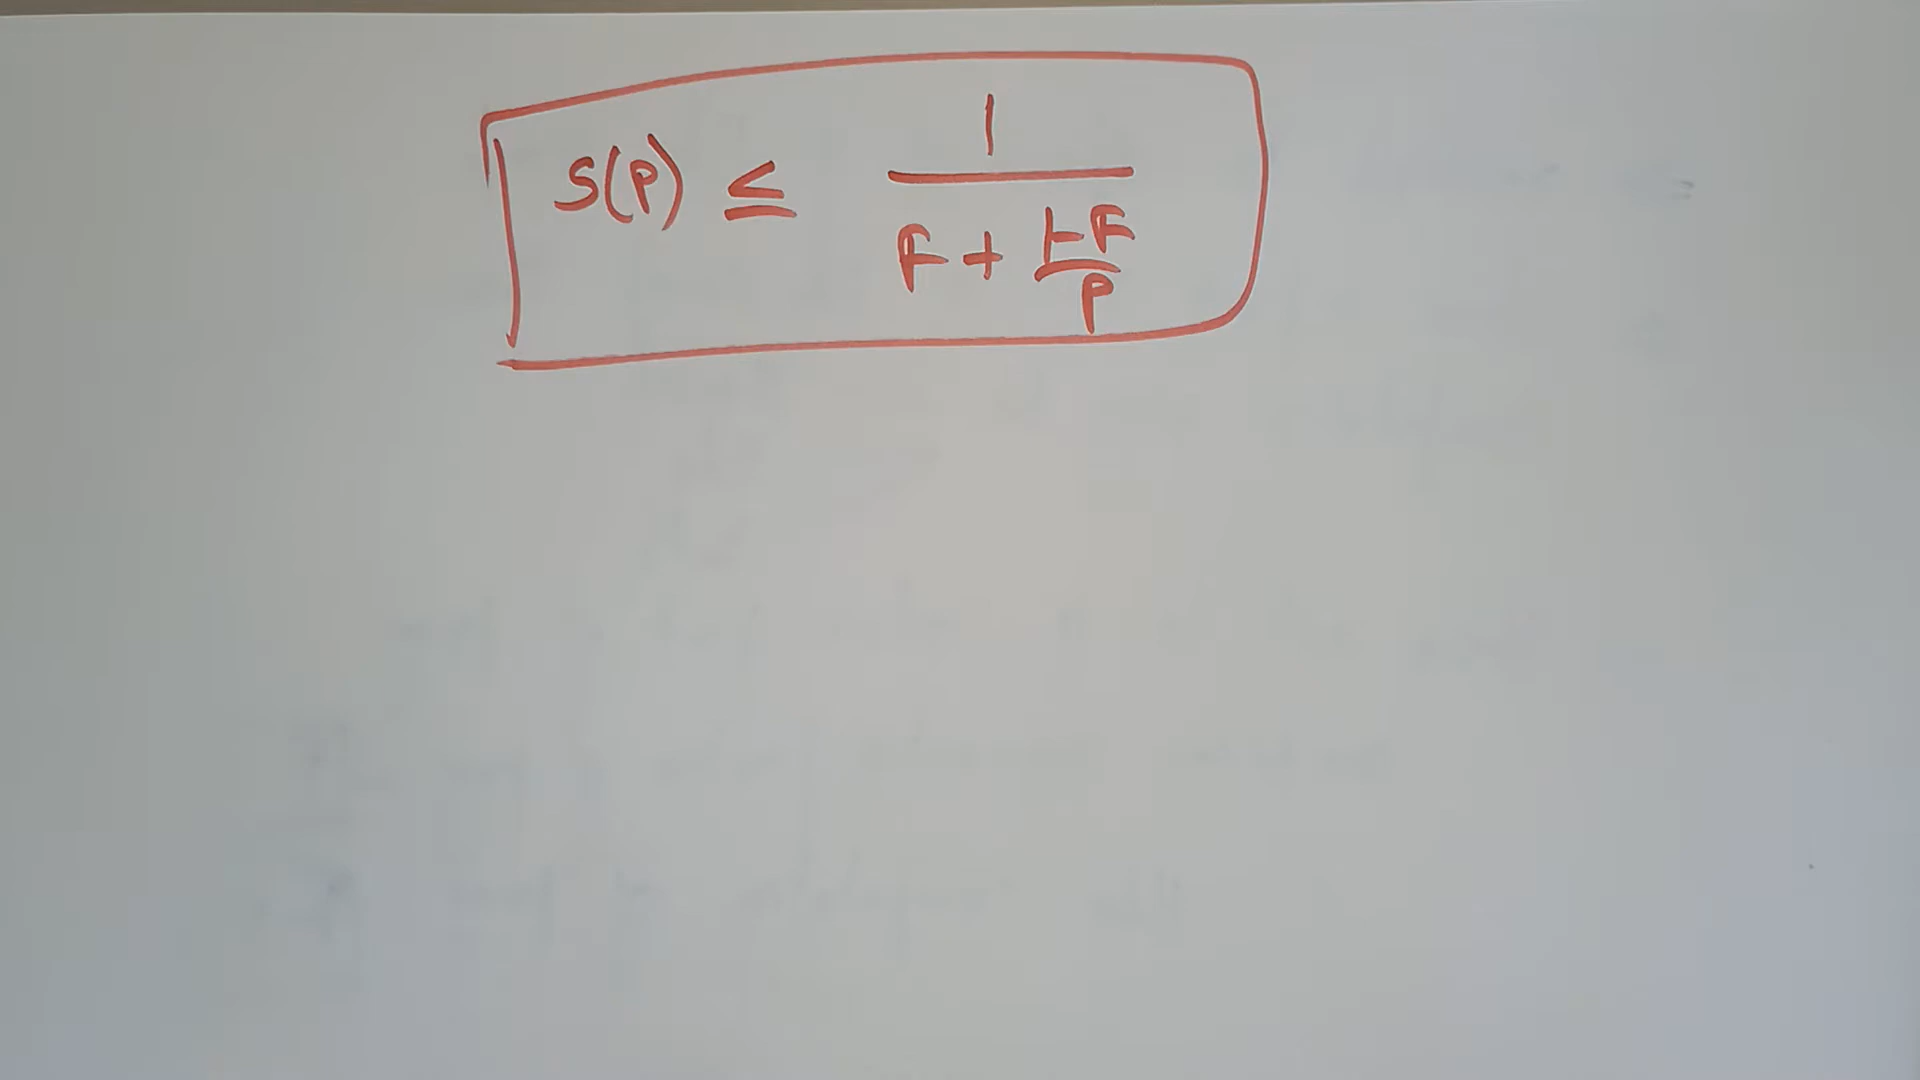 S(P) ≤ 1 / (F + (1-F)/P)